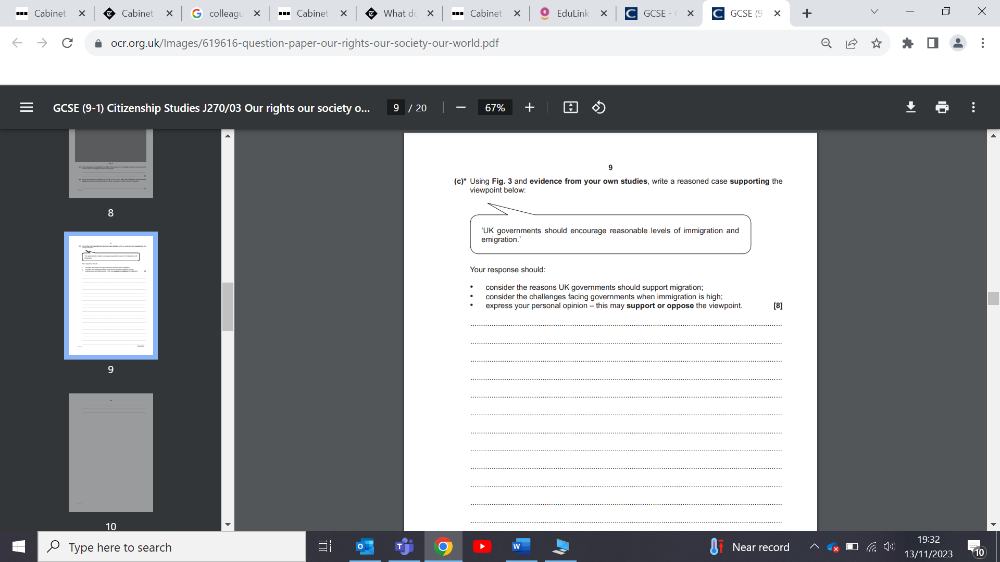 Cabinet
Cabinet
colleagu
Cabinet
What do
Cabinet
EduLink
GCSE - 
GCSE (9
ocr.org.uk/Images/619616-question-paper-our-rights-our-society-our-world.pdf
GCSE (9-1) Citizenship Studies J270/03 Our rights our society o...
9 / 20
67%
8
9
10
9
(c)* Using Fig. 3 and evidence from your own studies, write a reasoned case supporting the
viewpoint below:
‘UK governments should encourage reasonable levels of immigration and
emigration.’
Your response should:
• consider the reasons UK governments should support migration;
• consider the challenges facing governments when immigration is high;
• express your personal opinion – this may support or oppose the viewpoint. [8]
Type here to search
Near record
19:32
13/11/2023
10